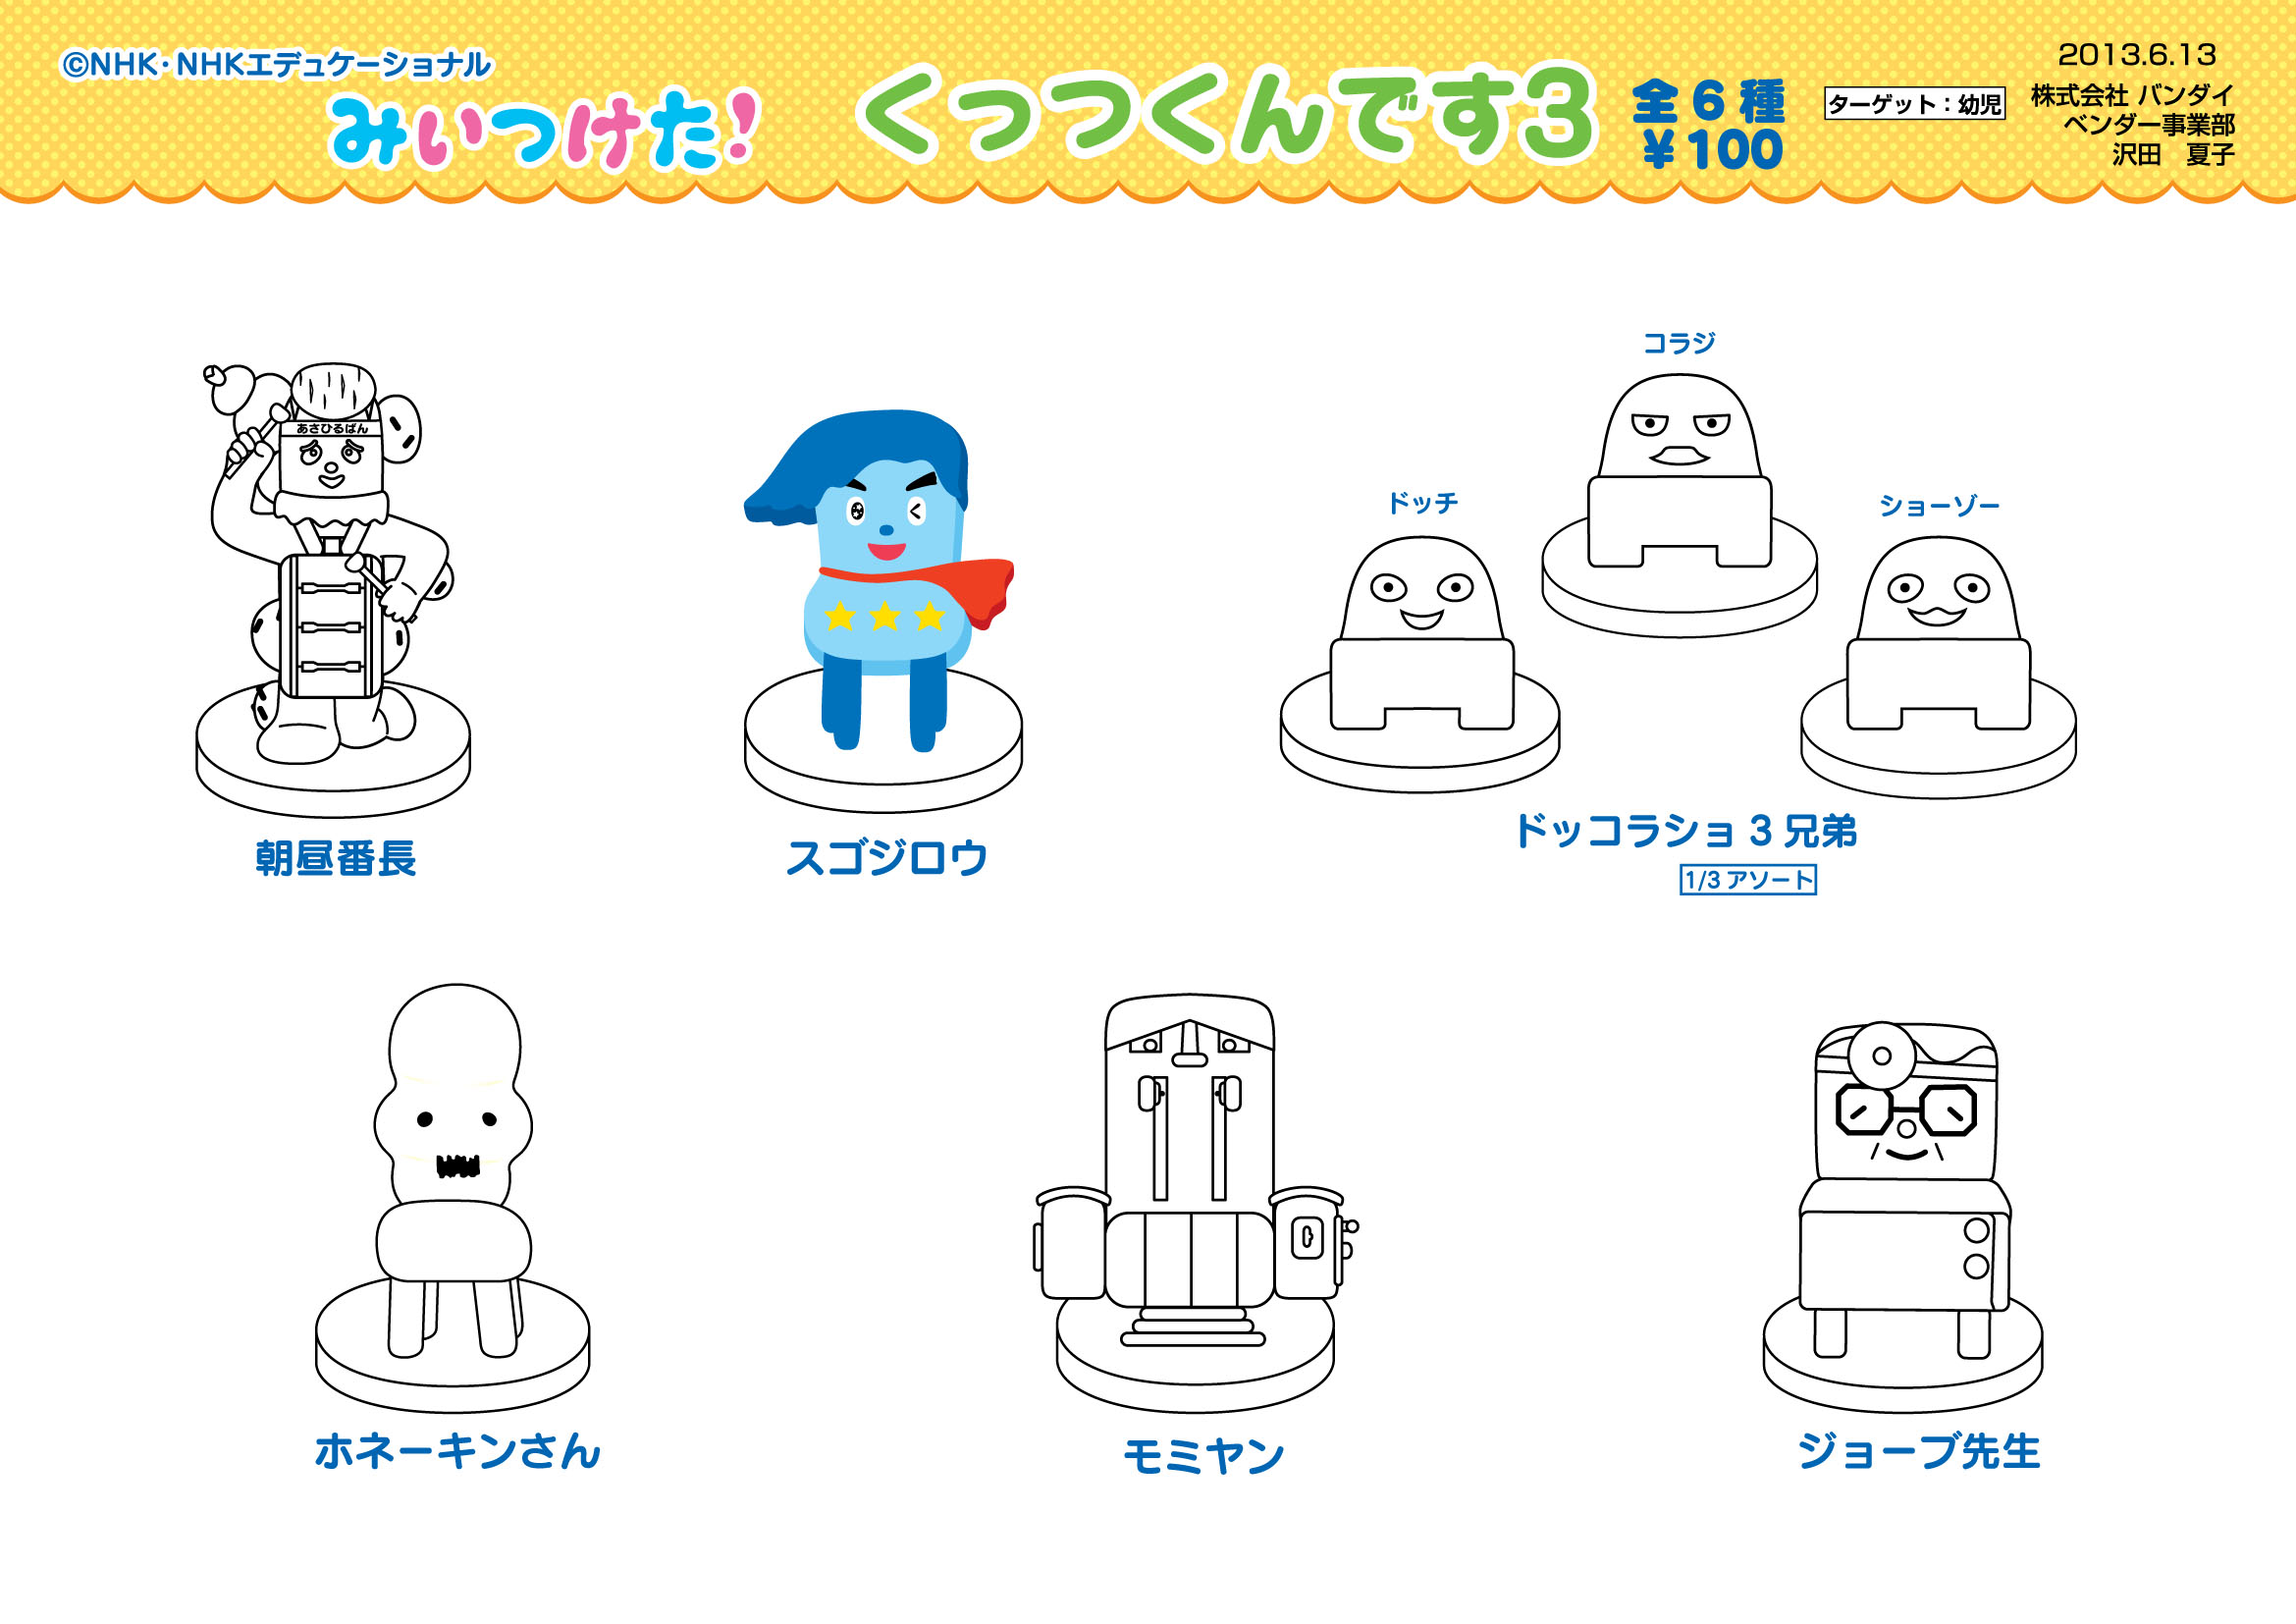 ©NHK・NHKエデュケーショナル
みいつけた!
くっつくんです3
全6種
¥100
ターゲット：幼児
2013.6.13
株式会社 バンダイ
ベンダー事業部
沢田　夏子
あさひるばん
朝昼番長
スゴジロウ
コラジ
ドッチ
ショーゾー
ドッコラショ3兄弟
1/3アソート
ホネーキンさん
モミヤン
ジョーブ先生